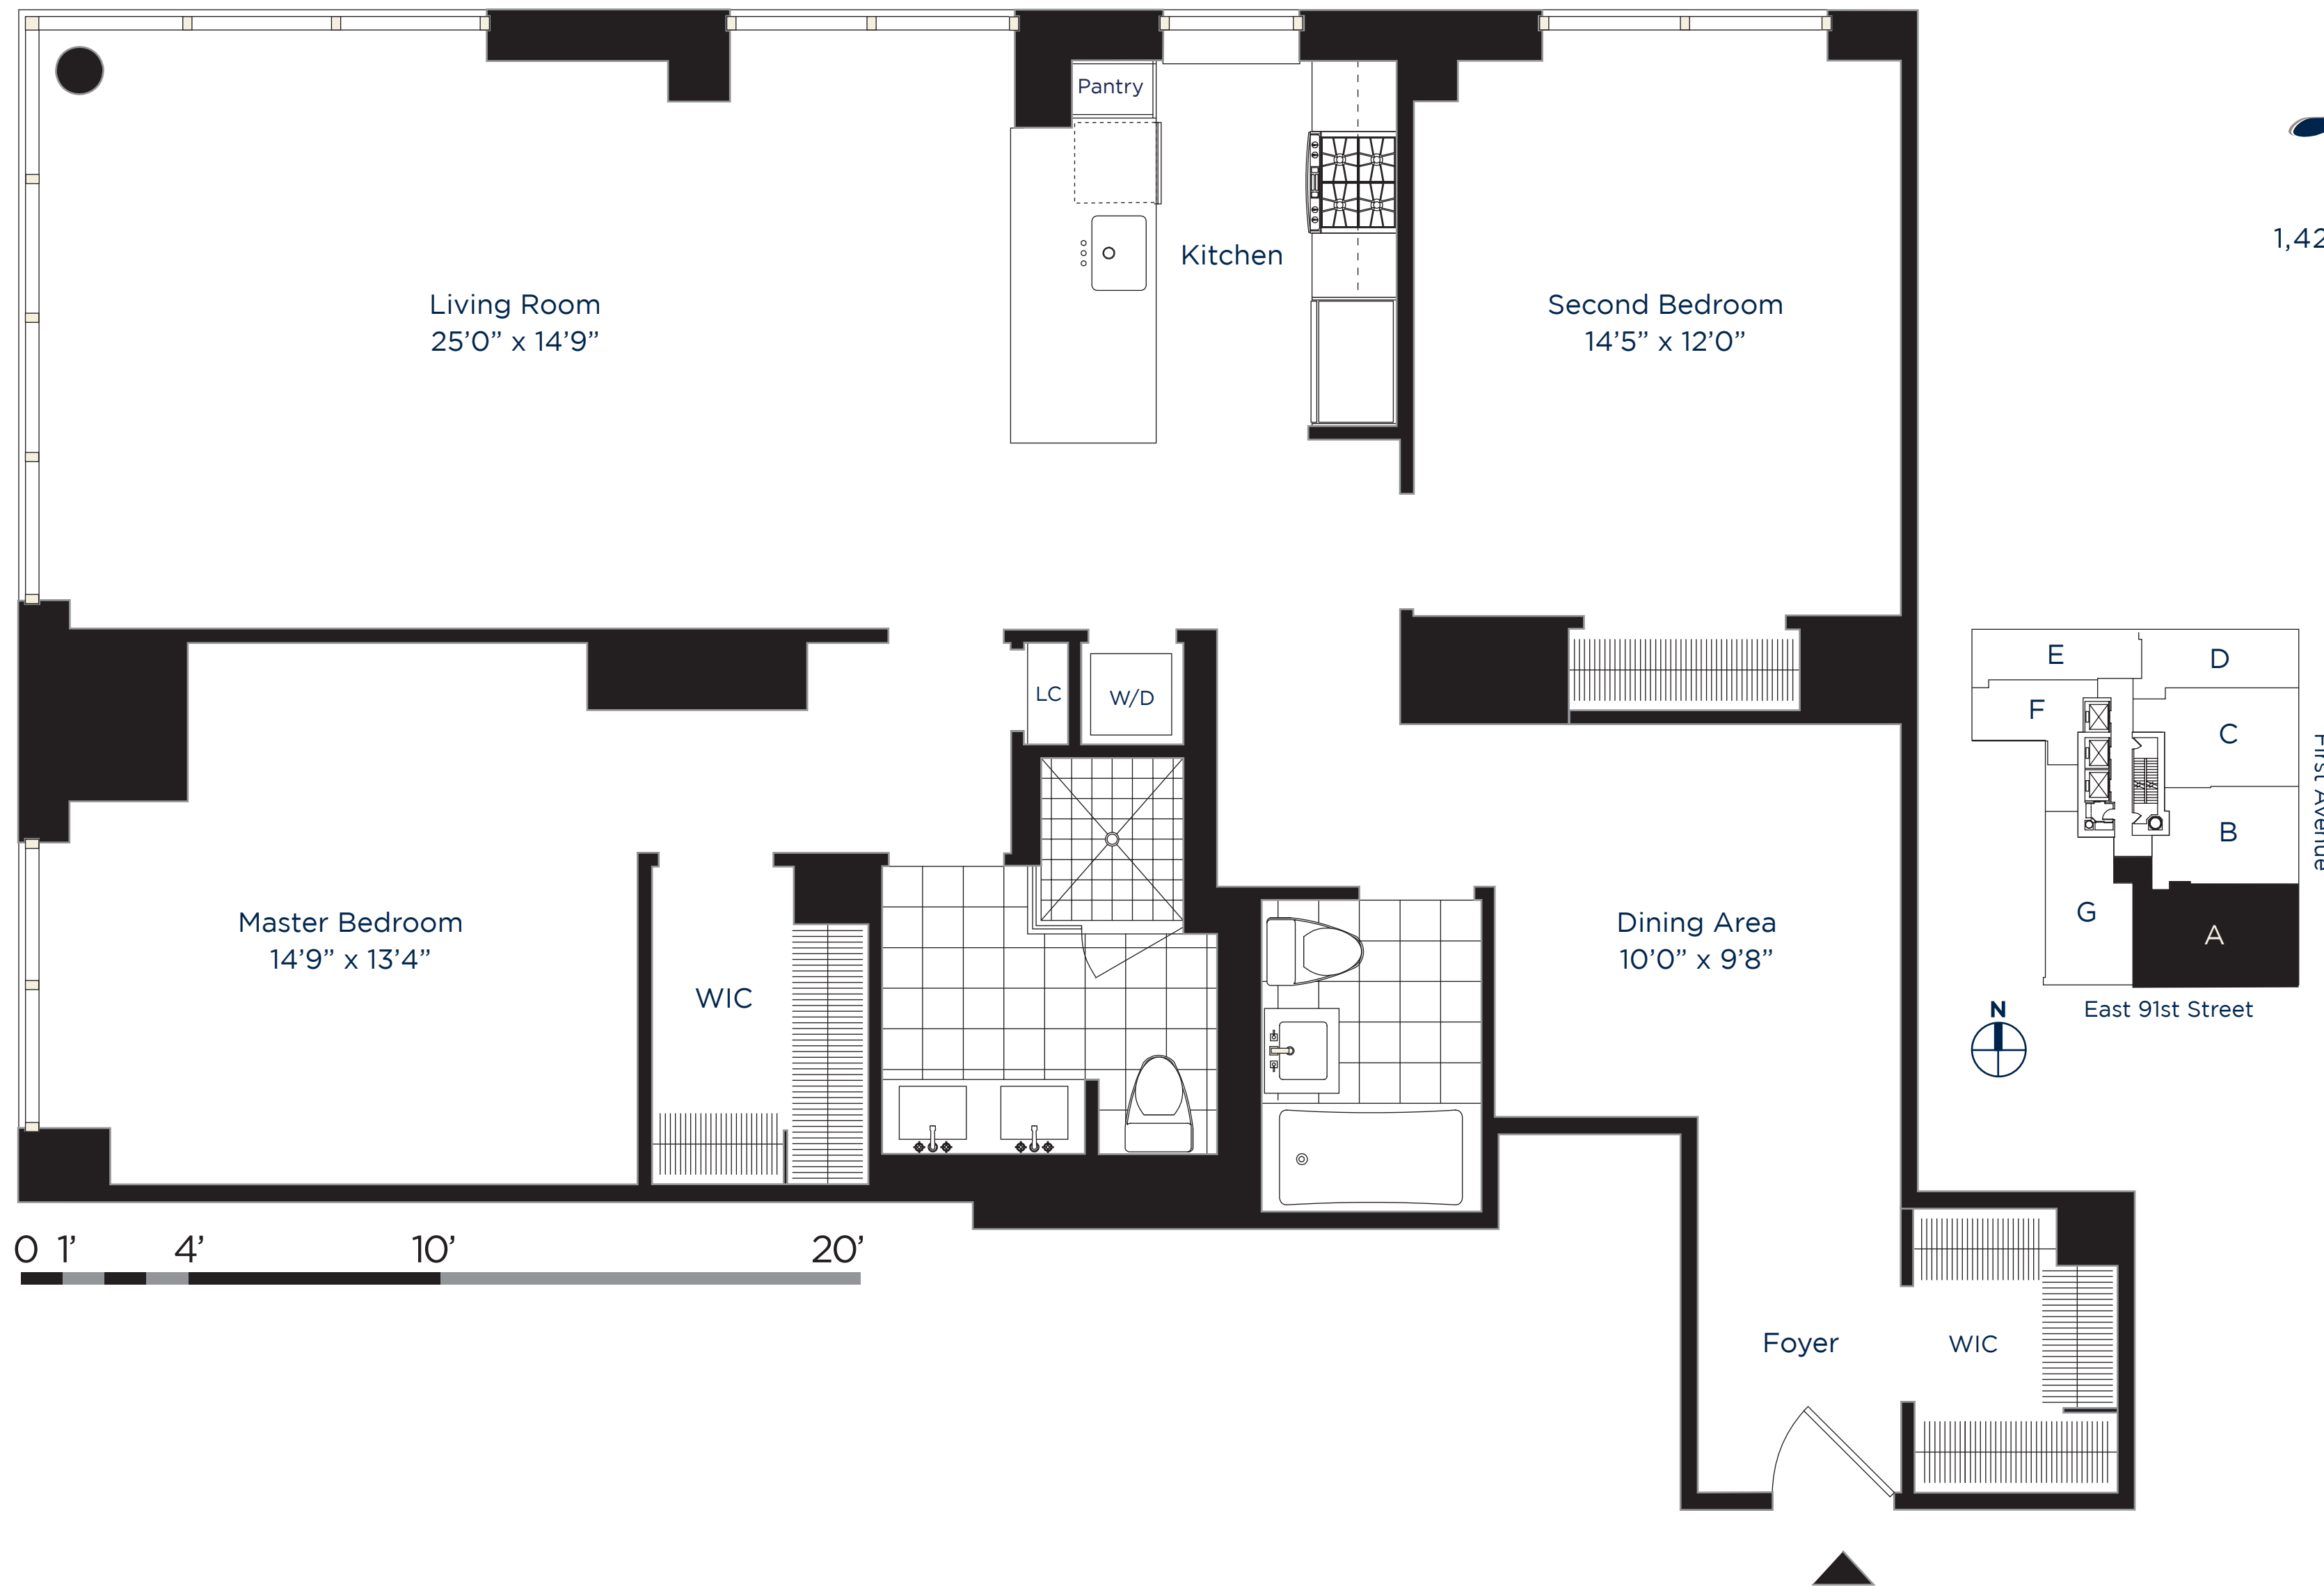 Pantry
Kitchen
Living Room
25’0” x 14’9”
Second Bedroom
14’5” x 12’0”
LC
W/D
Master Bedroom
14’9” x 13’4”
WIC
Dining Area
10’0” x 9’8”
0 1’ 4’ 10’ 20’
Foyer
WIC
1,42
E
D
F
C
B
G
A
First Avenue
East 91st Street
N